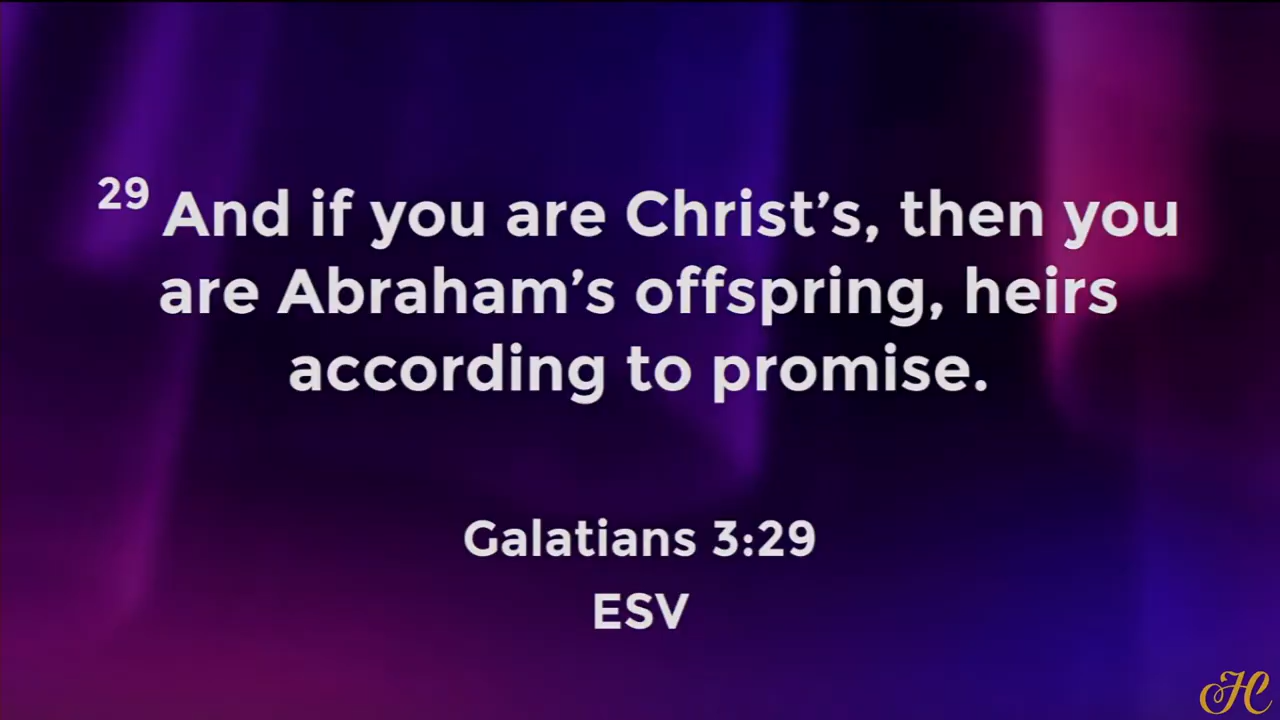 29 And if you are Christ’s, then you
are Abraham’s offspring, heirs
according to promise.
Galatians 3:29
ESV